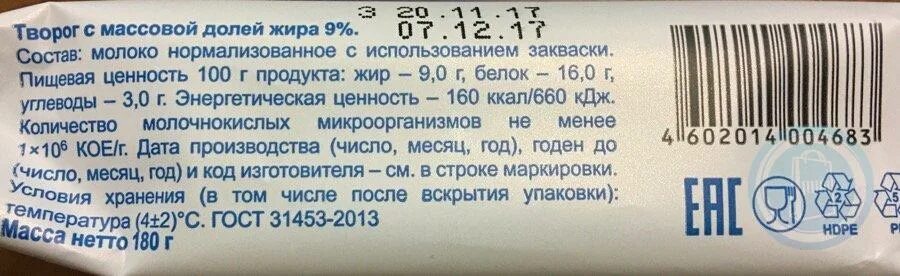 З 20.11.17
07.12.17
Творог с массовой долей жира 9%.
Состав: молоко нормализованное с использованием закваски.
Пищевая ценность 100 г продукта: жир – 9,0 г, белок – 16,0 г,
углеводы – 3,0 г. Энергетическая ценность – 160 ккал/660 кДж.
Количество молочнокислых микроорганизмов не менее
1×10⁶ КОЕ/г. Дата производства (число, месяц, год), годен до
(число, месяц, год) и код изготовителя – см. в строке маркировки.
Условия хранения (в том числе после вскрытия упаковки):
температура (4±2)°С. ГОСТ 31453-2013
Масса нетто 180 г
4 602014 004683
ЕАС
2
HDPE
5